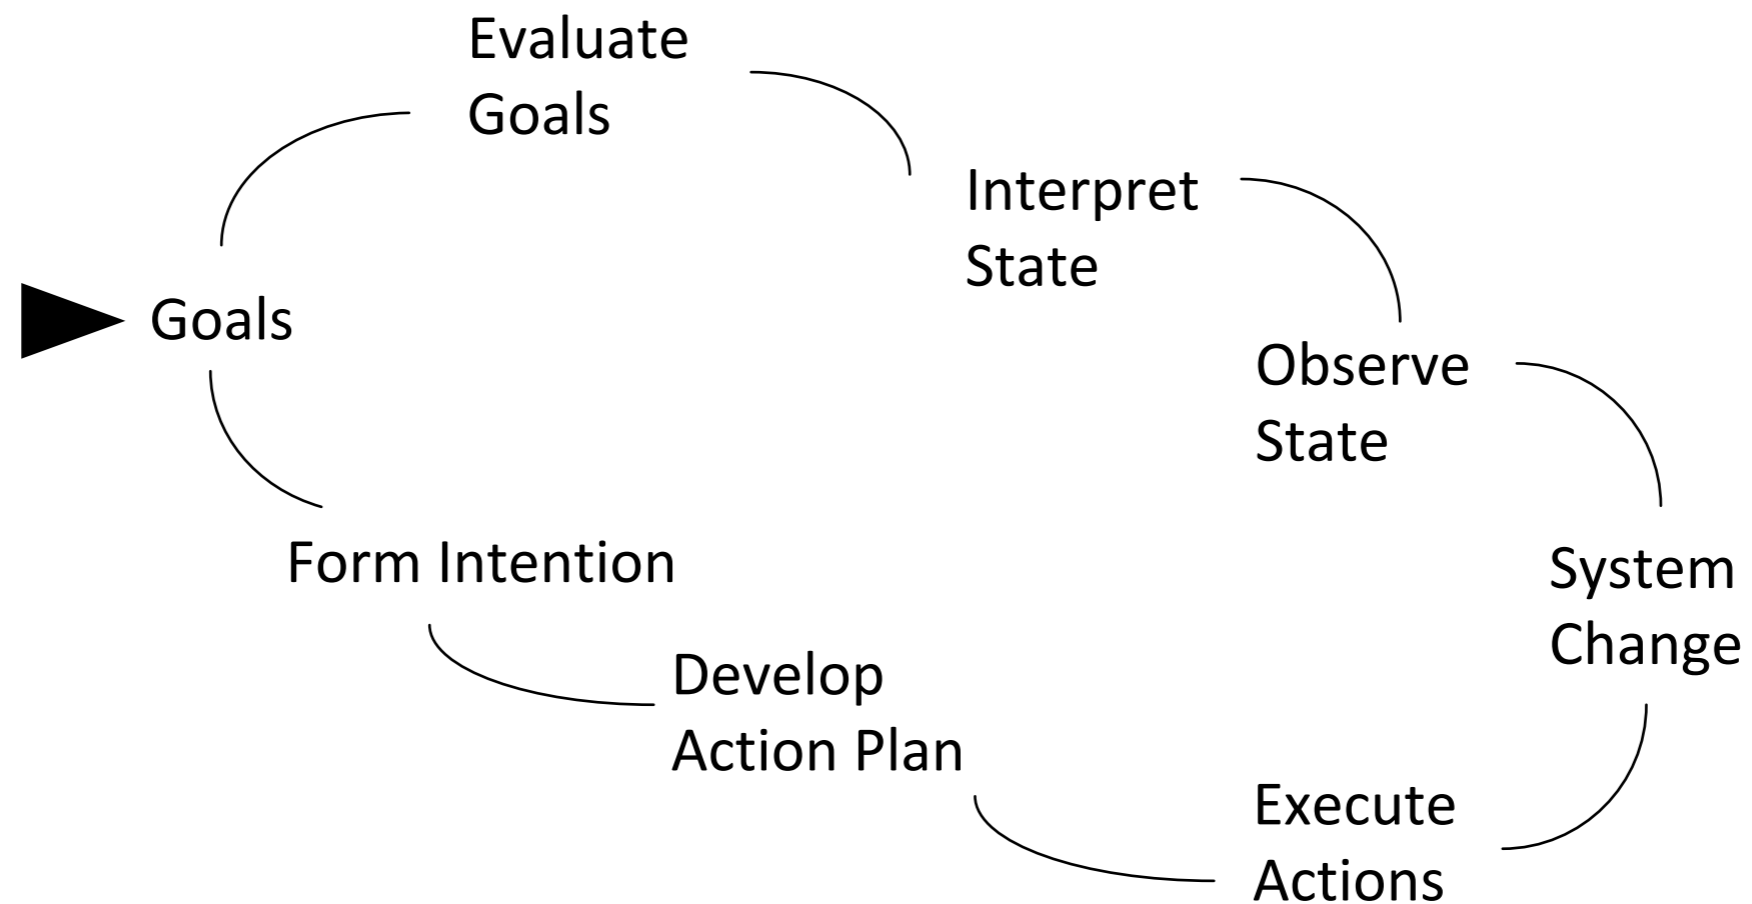 Evaluate
Goals
Interpret
State
Goals
Observe
State
Form Intention
System
Change
Develop
Action Plan
Execute
Actions